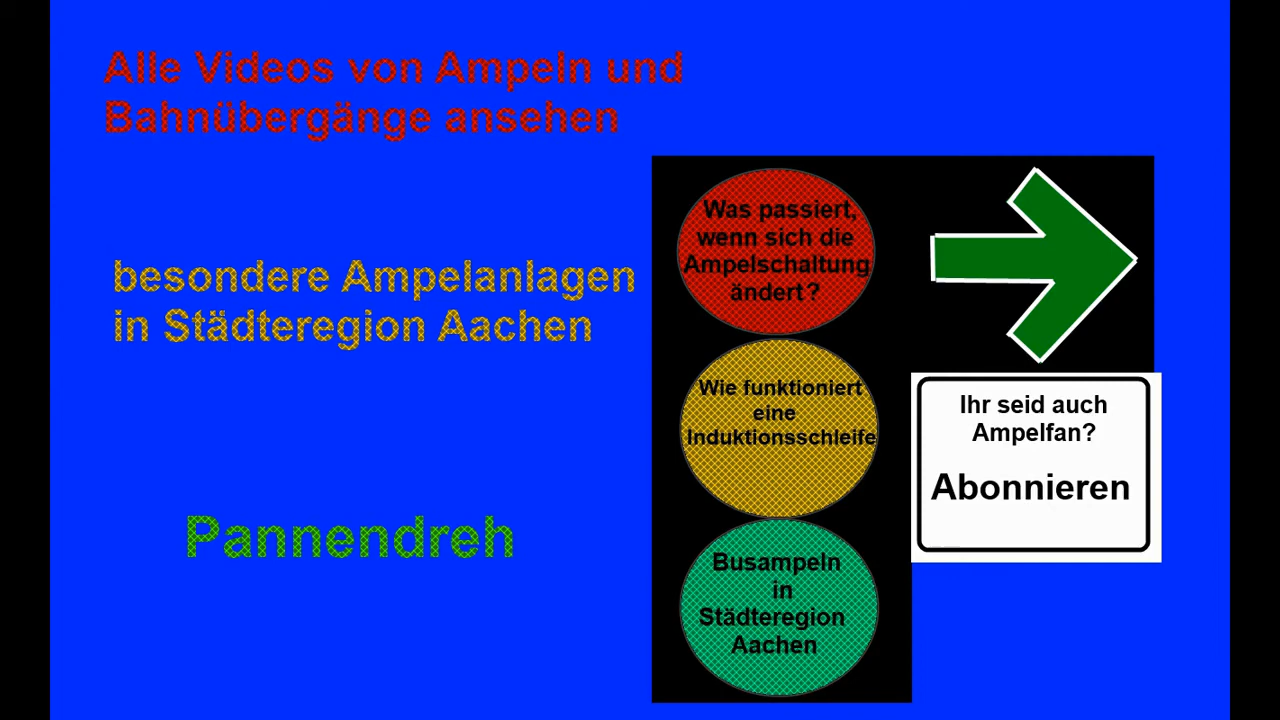 Alle Videos von Ampeln und
Bahnübergänge ansehen
besondere Ampelanlagen
in Städteregion Aachen
Pannendreh
Was passiert,
wenn sich die
Ampelschaltung
ändert?
Wie funktioniert
eine
Induktionsschleife
Busampeln
in
Städteregion
Aachen
Ihr seid auch
Ampelfan?
Abonnieren